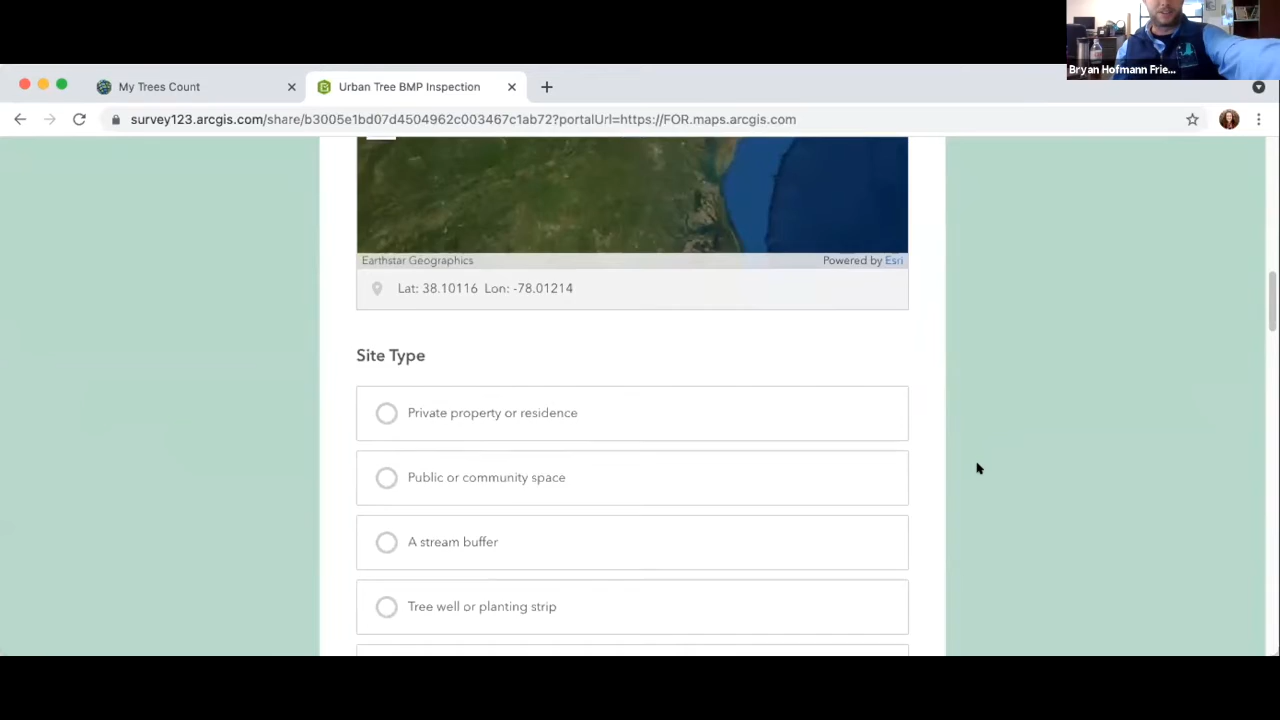 Bryan Hofmann Frie...
My Trees Count
Urban Tree BMP Inspection
survey123.arcgis.com/share/b3005e1bd07d4504962c003467c1ab72?portalUrl=https://FOR.maps.arcgis.com
Earthstar Geographics
Powered by Esri
Lat: 38.10116 Lon: -78.01214
Site Type
Private property or residence
Public or community space
A stream buffer
Tree well or planting strip